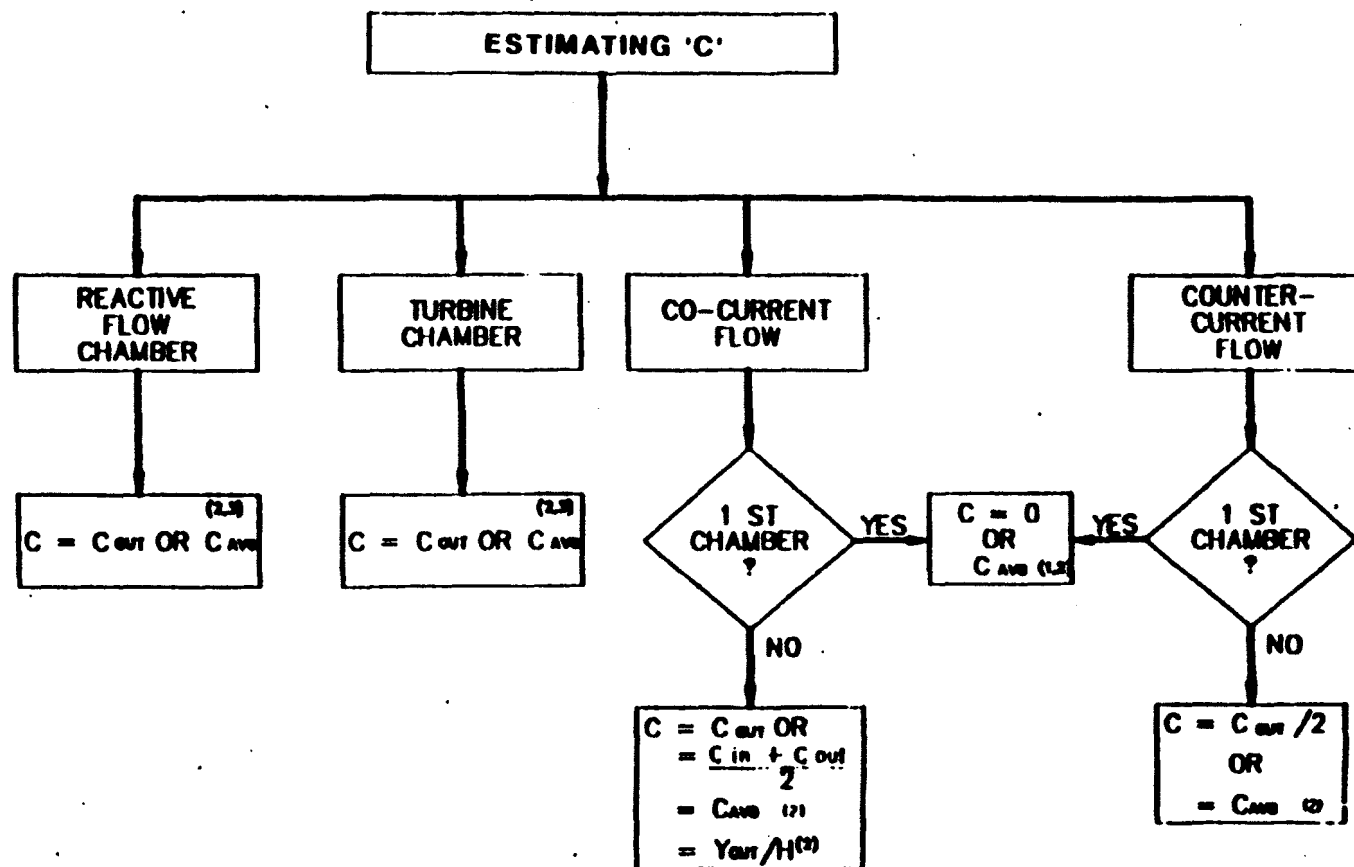 ESTIMATING 'C'
REACTIVE
FLOW
CHAMBER
TURBINE
CHAMBER
CO-CURRENT
FLOW
COUNTER-
CURRENT
FLOW
(2,3)
C = COUT OR CAVG
(2,3)
C = COUT OR CAVG
1 ST
CHAMBER
?
YES
C = 0
OR
CAVG (1,2)
YES
1 ST
CHAMBER
?
NO
NO
C = COUT OR
= C in + C out
2
= CAVG (2)
= YOUT/H(2)
C = COUT/2
OR
= CAVG (2)